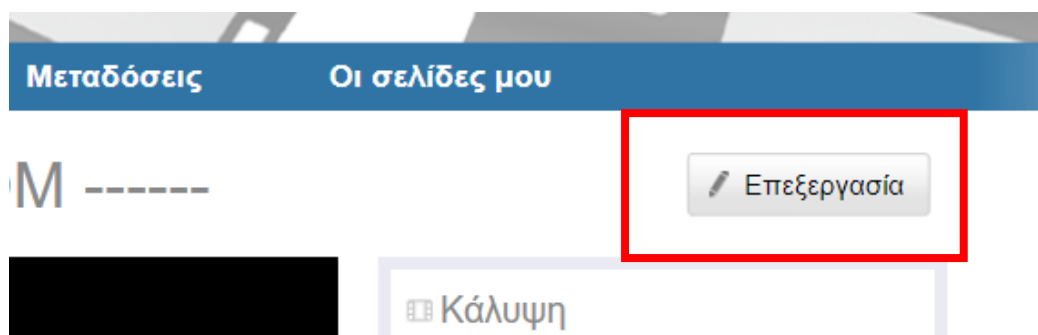 Μεταδόσεις Οι σελίδες μου
Μ ------
Επεξεργασία
Κάλυψη